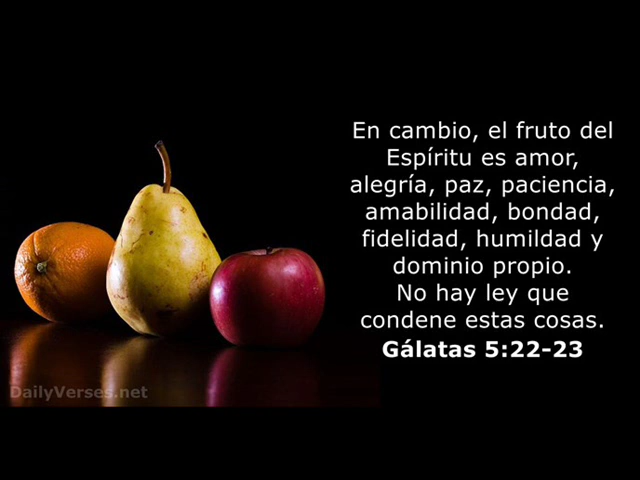 En cambio, el fruto del
Espíritu es amor,
alegría, paz, paciencia,
amabilidad, bondad,
fidelidad, humildad y
dominio propio.
No hay ley que
condene estas cosas.
Gálatas 5:22-23
DailyVerses.net